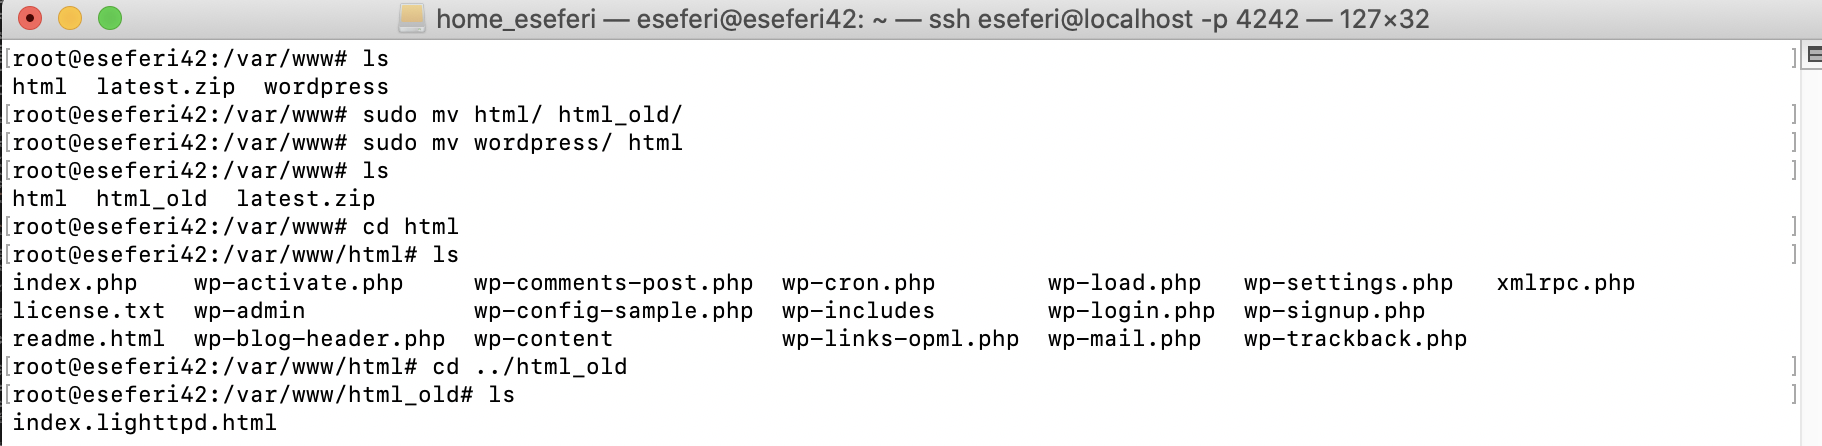 home_eseferi — eseferi@eseferi42: ~ — ssh eseferi@localhost -p 4242 — 127×32
[root@eseferi42:/var/www# ls ]
html  latest.zip  wordpress
[root@eseferi42:/var/www# sudo mv html/ html_old/ ]
[root@eseferi42:/var/www# sudo mv wordpress/ html ]
[root@eseferi42:/var/www# ls ]
html  html_old  latest.zip
[root@eseferi42:/var/www# cd html ]
[root@eseferi42:/var/www/html# ls ]
index.php    wp-activate.php     wp-comments-post.php  wp-cron.php        wp-load.php   wp-settings.php   xmlrpc.php
license.txt  wp-admin            wp-config-sample.php  wp-includes        wp-login.php  wp-signup.php
readme.html  wp-blog-header.php  wp-content            wp-links-opml.php  wp-mail.php   wp-trackback.php
[root@eseferi42:/var/www/html# cd ../html_old ]
[root@eseferi42:/var/www/html_old# ls ]
index.lighttpd.html